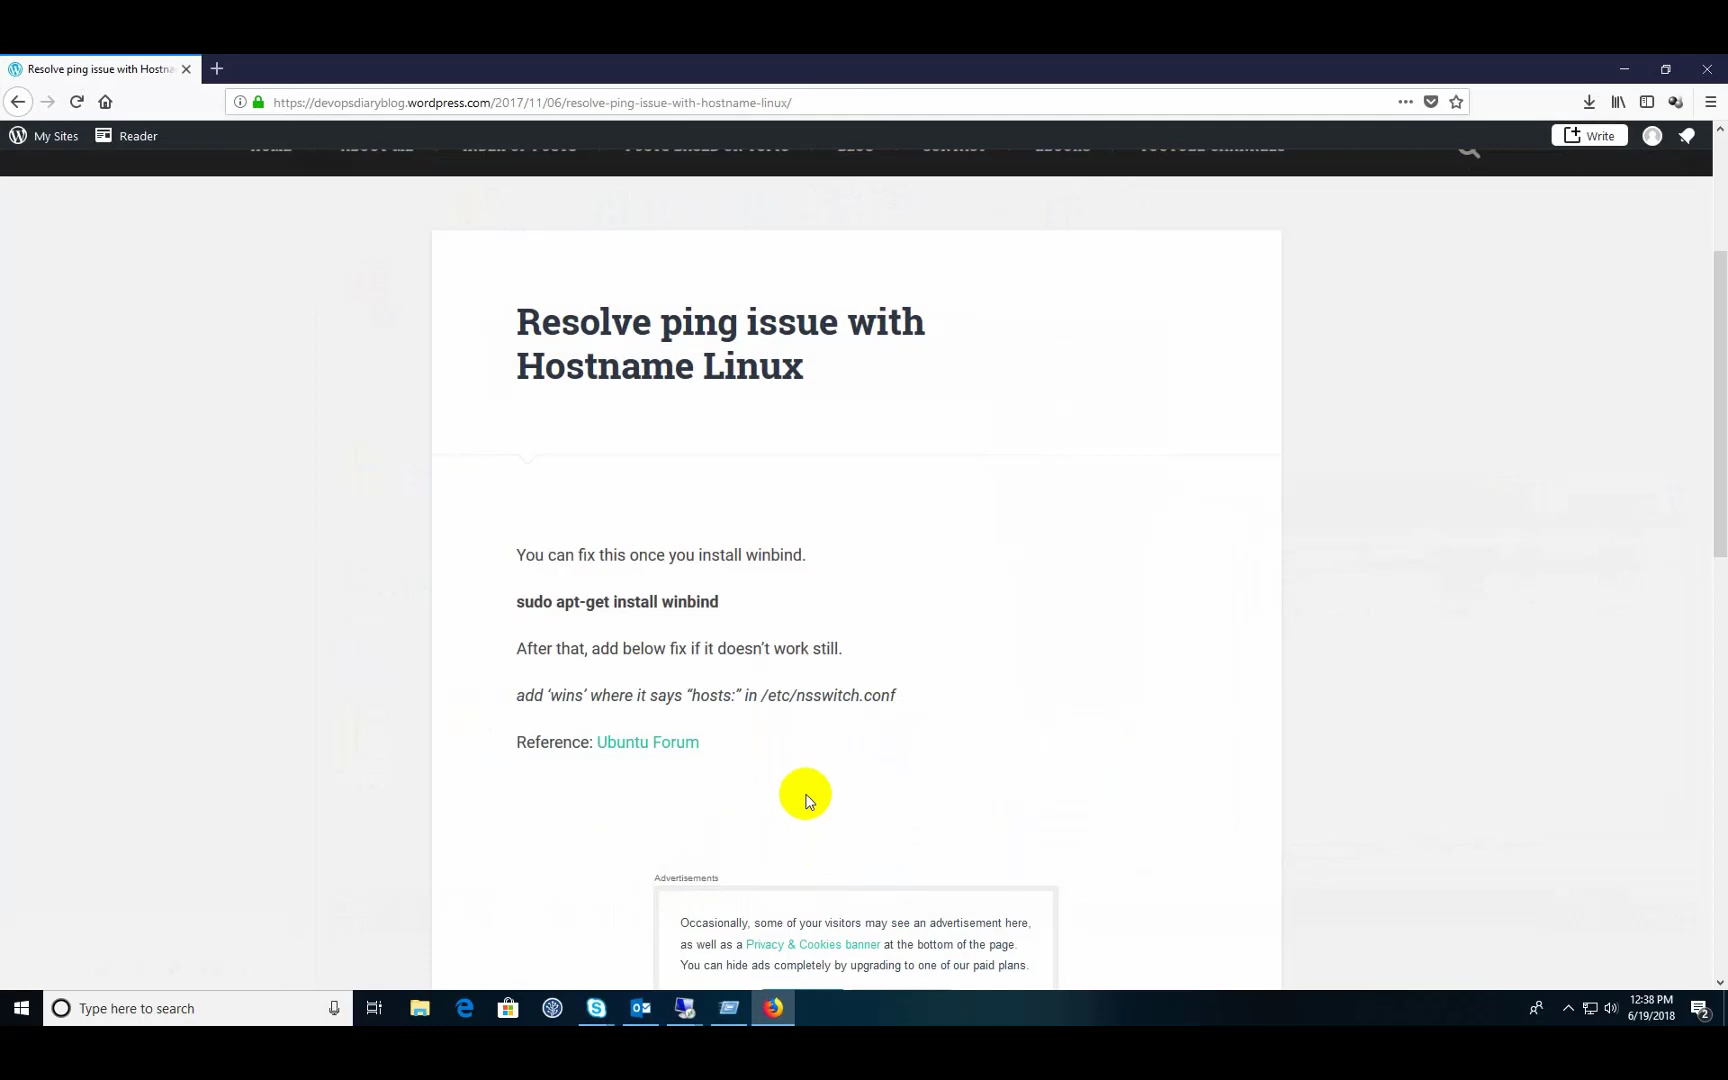 Resolve ping issue with Hostna
https://devopsdiaryblog.wordpress.com/2017/11/06/resolve-ping-issue-with-hostname-linux/
My Sites
Reader
Write
Resolve ping issue with
Hostname Linux
You can fix this once you install winbind.
sudo apt-get install winbind
After that, add below fix if it doesn’t work still.
add ‘wins’ where it says “hosts:” in /etc/nsswitch.conf
Reference: Ubuntu Forum
Advertisements
Occasionally, some of your visitors may see an advertisement here,
as well as a Privacy & Cookies banner at the bottom of the page.
You can hide ads completely by upgrading to one of our paid plans.
Type here to search
12:38 PM
6/19/2018
2